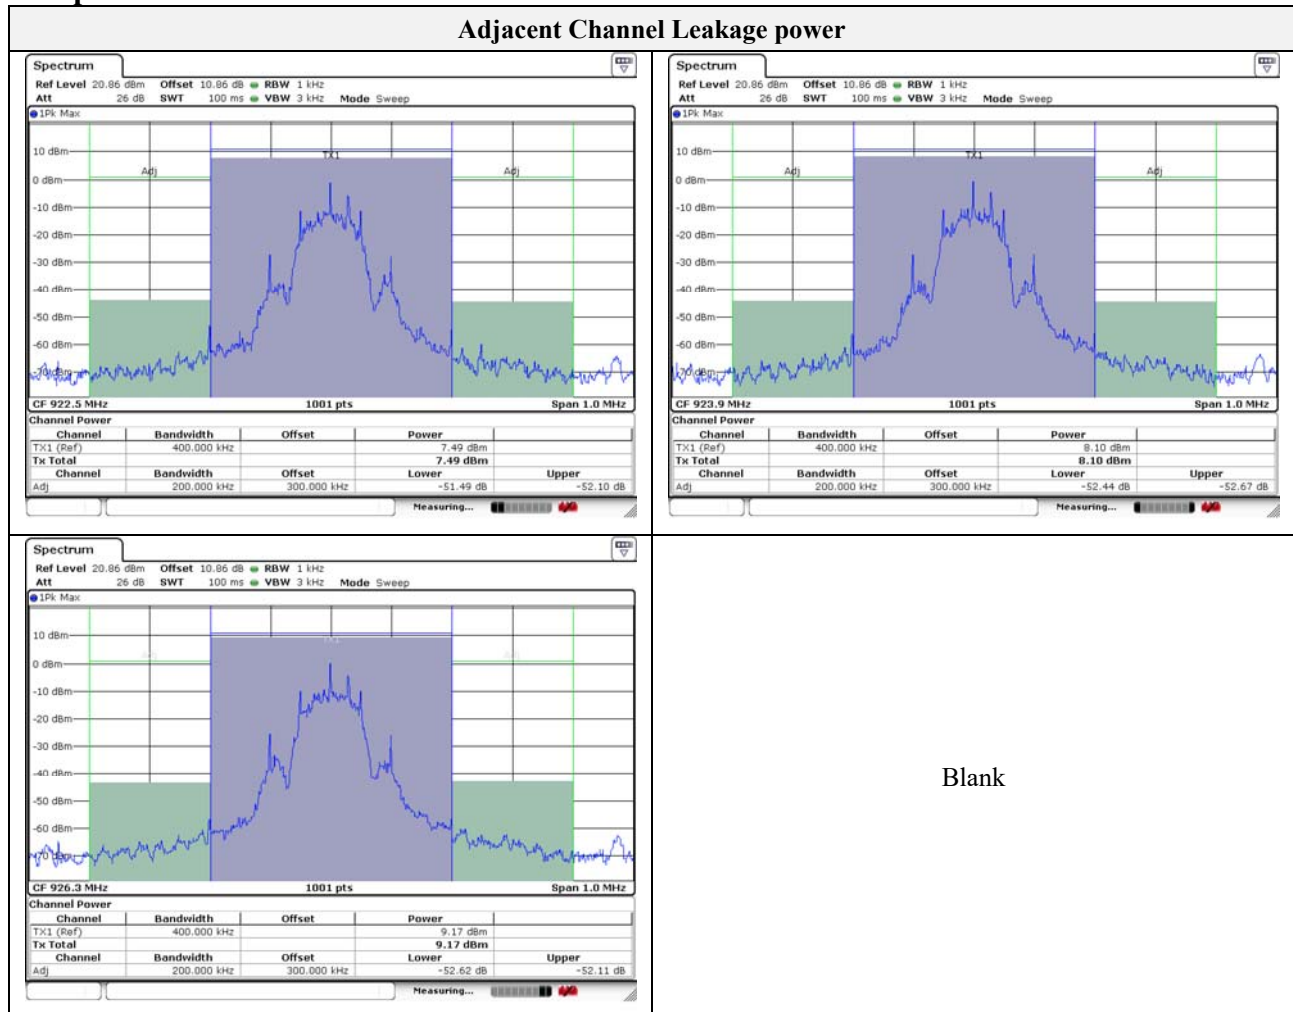 Adjacent Channel Leakage power
Spectrum
Ref Level 20.86 dBm Offset 10.86 dB RBW 1 kHz
Att 26 dB SWT 100 ms VBW 3 kHz Mode Sweep
1Pk Max
10 dBm
TX1
Adj Adj
0 dBm
-10 dBm
-20 dBm
-30 dBm
-40 dBm
-50 dBm
-60 dBm
-70 dBm
CF 922.5 MHz 1001 pts Span 1.0 MHz
Channel Power
Channel Bandwidth Offset Power
TX1 (Ref) 400.000 kHz 7.49 dBm
Tx Total 7.49 dBm
Channel Bandwidth Offset Lower Upper
Adj 200.000 kHz 300.000 kHz -51.49 dB -52.10 dB
Measuring...
Spectrum
Ref Level 20.86 dBm Offset 10.86 dB RBW 1 kHz
Att 26 dB SWT 100 ms VBW 3 kHz Mode Sweep
1Pk Max
10 dBm
TX1
Adj Adj
0 dBm
-10 dBm
-20 dBm
-30 dBm
-40 dBm
-50 dBm
-60 dBm
-70 dBm
CF 923.9 MHz 1001 pts Span 1.0 MHz
Channel Power
Channel Bandwidth Offset Power
TX1 (Ref) 400.000 kHz 8.10 dBm
Tx Total 8.10 dBm
Channel Bandwidth Offset Lower Upper
Adj 200.000 kHz 300.000 kHz -52.44 dB -52.67 dB
Measuring...
Spectrum
Ref Level 20.86 dBm Offset 10.86 dB RBW 1 kHz
Att 26 dB SWT 100 ms VBW 3 kHz Mode Sweep
1Pk Max
10 dBm
TX1
Adj Adj
0 dBm
-10 dBm
-20 dBm
-30 dBm
-40 dBm
-50 dBm
-60 dBm
-70 dBm
CF 926.3 MHz 1001 pts Span 1.0 MHz
Channel Power
Channel Bandwidth Offset Power
TX1 (Ref) 400.000 kHz 9.17 dBm
Tx Total 9.17 dBm
Channel Bandwidth Offset Lower Upper
Adj 200.000 kHz 300.000 kHz -52.62 dB -52.11 dB
Measuring...
Blank